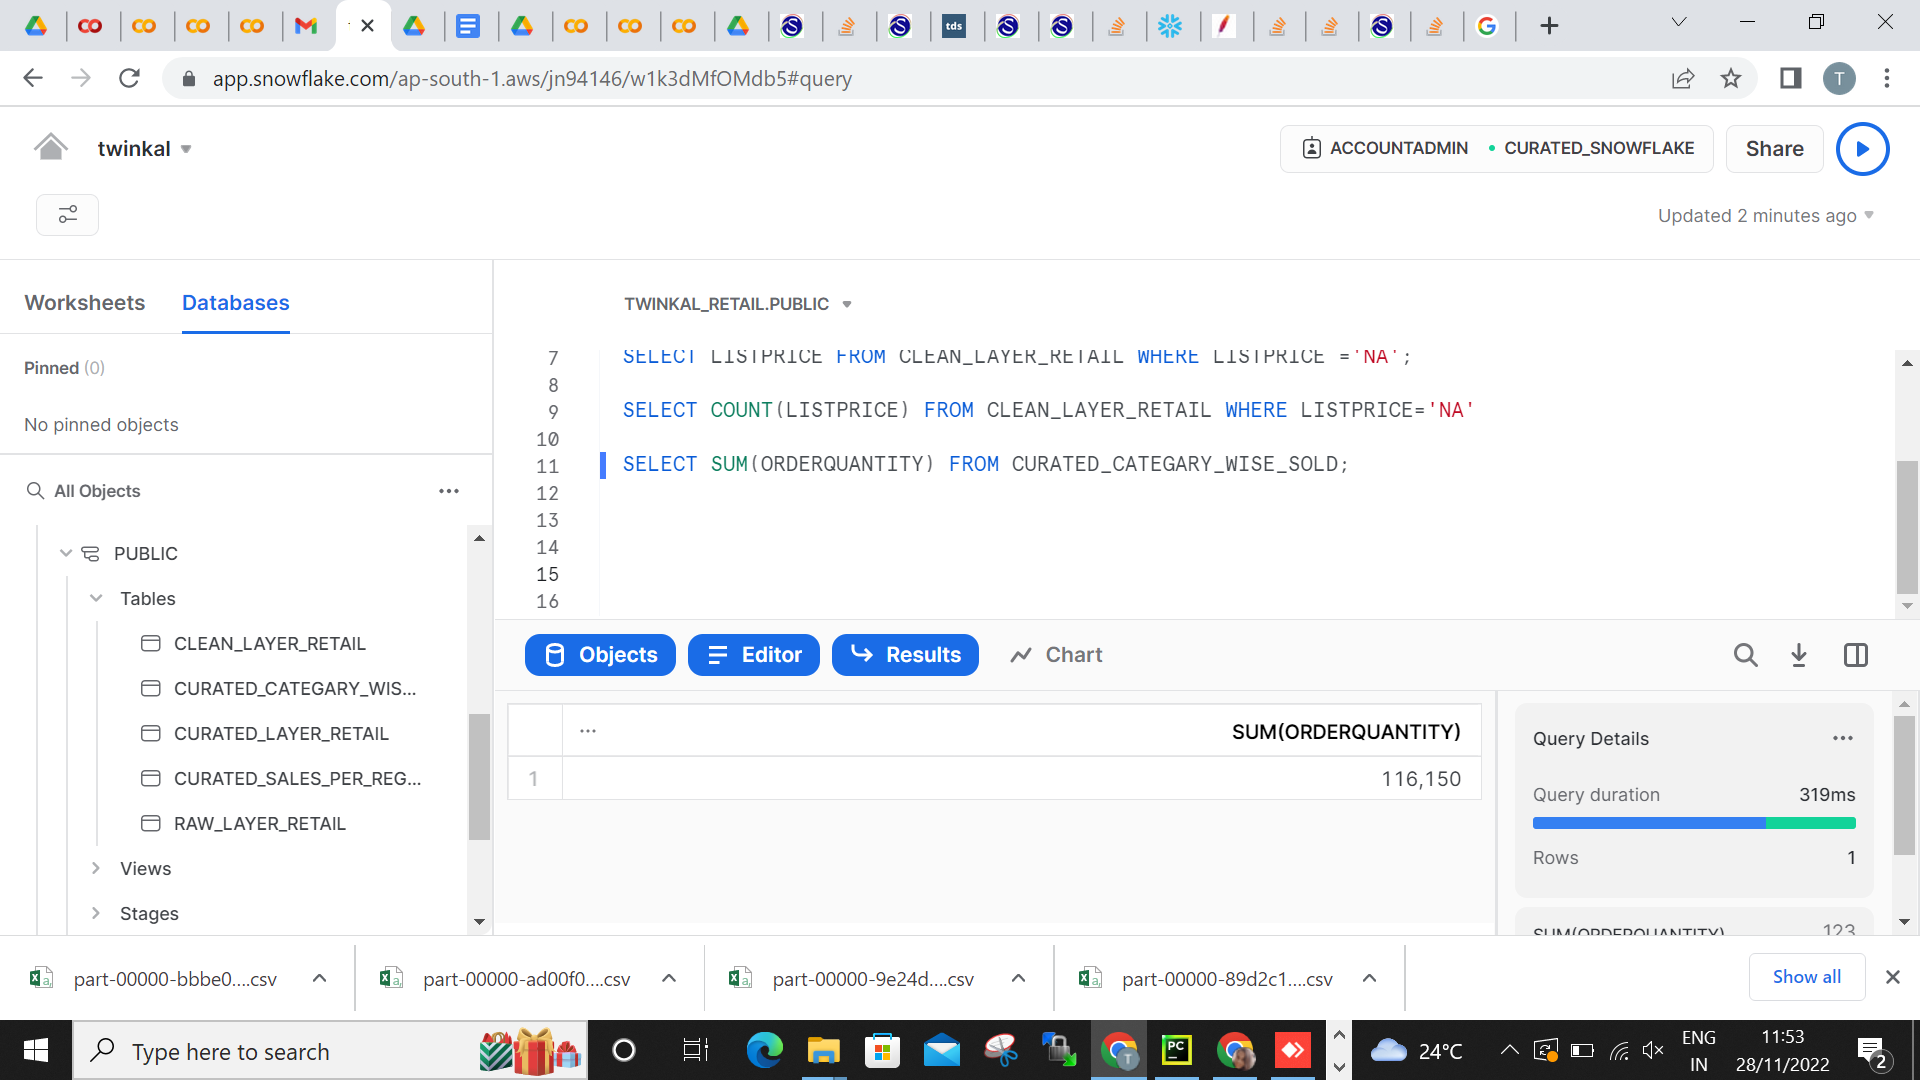 tds
app.snowflake.com/ap-south-1.aws/jn94146/w1k3dMfOMdb5#query
T
twinkal
ACCOUNTADMIN • CURATED_SNOWFLAKE
Share
Updated 2 minutes ago
Worksheets Databases
TWINKAL_RETAIL.PUBLIC
Pinned (0)
No pinned objects
All Objects
PUBLIC
Tables
CLEAN_LAYER_RETAIL
CURATED_CATEGARY_WIS...
CURATED_LAYER_RETAIL
CURATED_SALES_PER_REG...
RAW_LAYER_RETAIL
Views
Stages
7 SELECT LISTPRICE FROM CLEAN_LAYER_RETAIL WHERE LISTPRICE ='NA';
8
9 SELECT COUNT(LISTPRICE) FROM CLEAN_LAYER_RETAIL WHERE LISTPRICE='NA'
10
11 SELECT SUM(ORDERQUANTITY) FROM CURATED_CATEGARY_WISE_SOLD;
12
13
14
15
16
Objects Editor Results Chart
... SUM(ORDERQUANTITY)
1 116,150
Query Details ...
Query duration 319ms
Rows 1
SUM(ORDERQUANTITY) 123
part-00000-bbbe0....csv
part-00000-ad00f0....csv
part-00000-9e24d....csv
part-00000-89d2c1....csv
Show all
Type here to search
T
PC
24°C
ENG
IN
11:53
28/11/2022
2